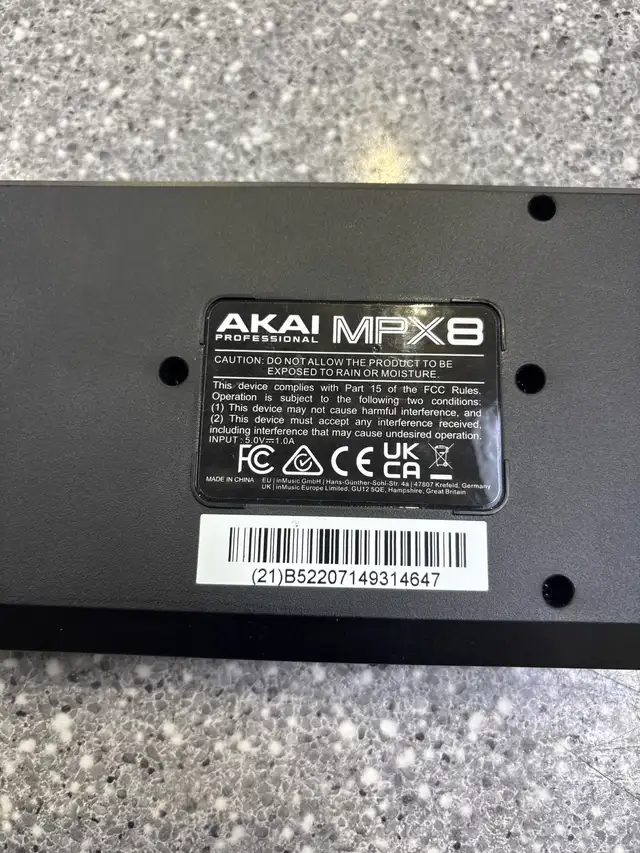 AKAI MPX8
PROFESSIONAL
CAUTION: DO NOT ALLOW THE PRODUCT TO BE
EXPOSED TO RAIN OR MOISTURE.
This device complies with Part 15 of the FCC Rules.
Operation is subject to the following two conditions:
(1) This device may not cause harmful interference, and
(2) This device must accept any interference received,
including interference that may cause undesired operation.
INPUT : 5.0V⎓1.0A
FC CE UK CA
MADE IN CHINA EU | inMusic GmbH | Hans-Günther-Sohl-Str. 4a | 47807 Krefeld, Germany
UK | inMusic Europe Limited, GU12 5QE, Hampshire, Great Britain
(21)B52207149314647